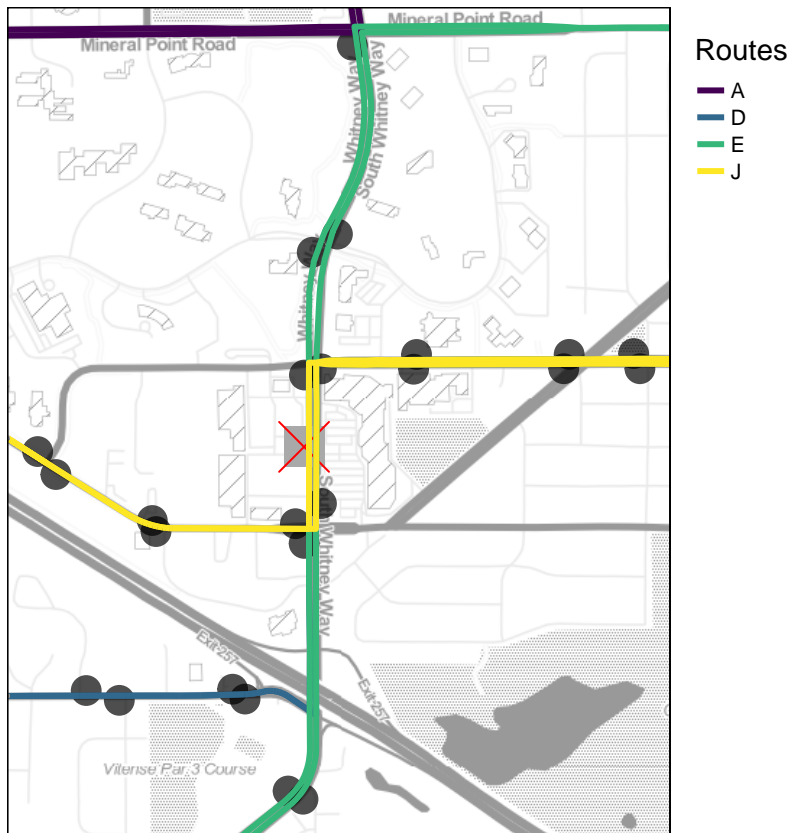 Mineral Point Road
Mineral Point Road
Whitney Way
South Whitney Way
Whitney Way
South Whitney Way
Exit 257
Exit 257
Vitense Par 3 Course
Routes
A
D
E
J